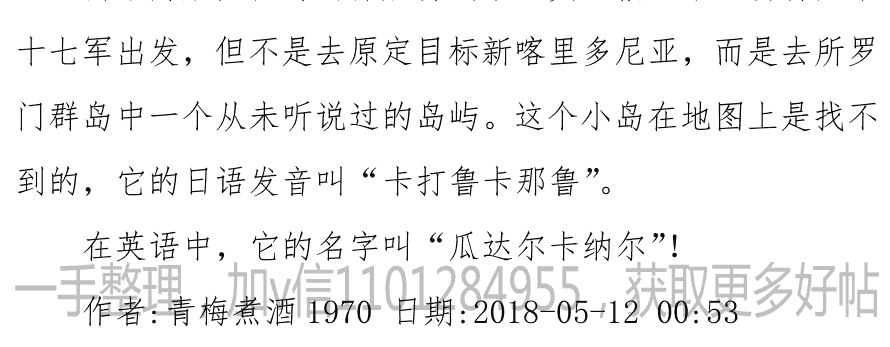 十七军出发，但不是去原定目标新喀里多尼亚，而是去所罗
门群岛中一个从未听说过的岛屿。这个小岛在地图上是找不
到的，它的日语发音叫“卡打鲁卡那鲁”。
在英语中，它的名字叫“瓜达尔卡纳尔”!
一手整理，加v信1101284955，获取更多好帖
作者:青梅煮酒 1970 日期:2018-05-12 00:53